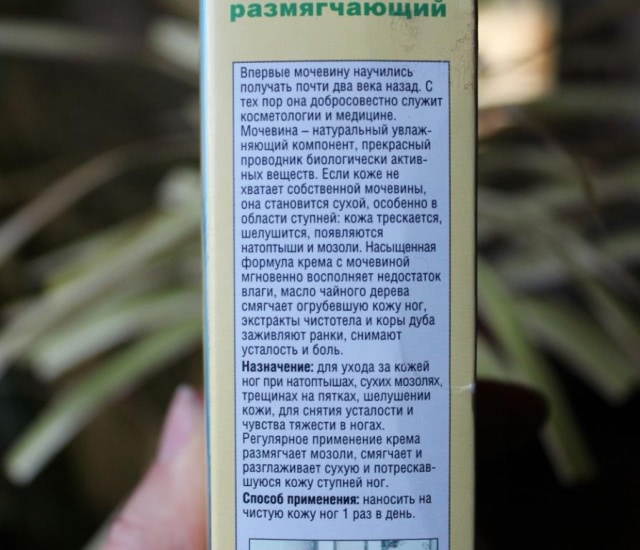 размягчающий
Впервые мочевину научились
получать почти два века назад. С
тех пор она добросовестно служит
косметологии и медицине.
Мочевина – натуральный увлаж-
няющий компонент, прекрасный
проводник биологически актив-
ных веществ. Если коже не
хватает собственной мочевины,
она становится сухой, особенно в
области ступней: кожа трескается,
шелушится, появляются
натоптыши и мозоли. Насыщенная
формула крема с мочевиной
мгновенно восполняет недостаток
влаги, масло чайного дерева
смягчает огрубевшую кожу ног,
экстракты чистотела и коры дуба
заживляют ранки, снимают
усталость и боль.
Назначение: для ухода за кожей
ног при натоптышах, сухих мозолях,
трещинах на пятках, шелушении
кожи, для снятия усталости и
чувства тяжести в ногах.
Регулярное применение крема
размягчает мозоли, смягчает и
разглаживает сухую и потрескав-
шуюся кожу ступней ног.
Способ применения: наносить на
чистую кожу ног 1 раз в день.